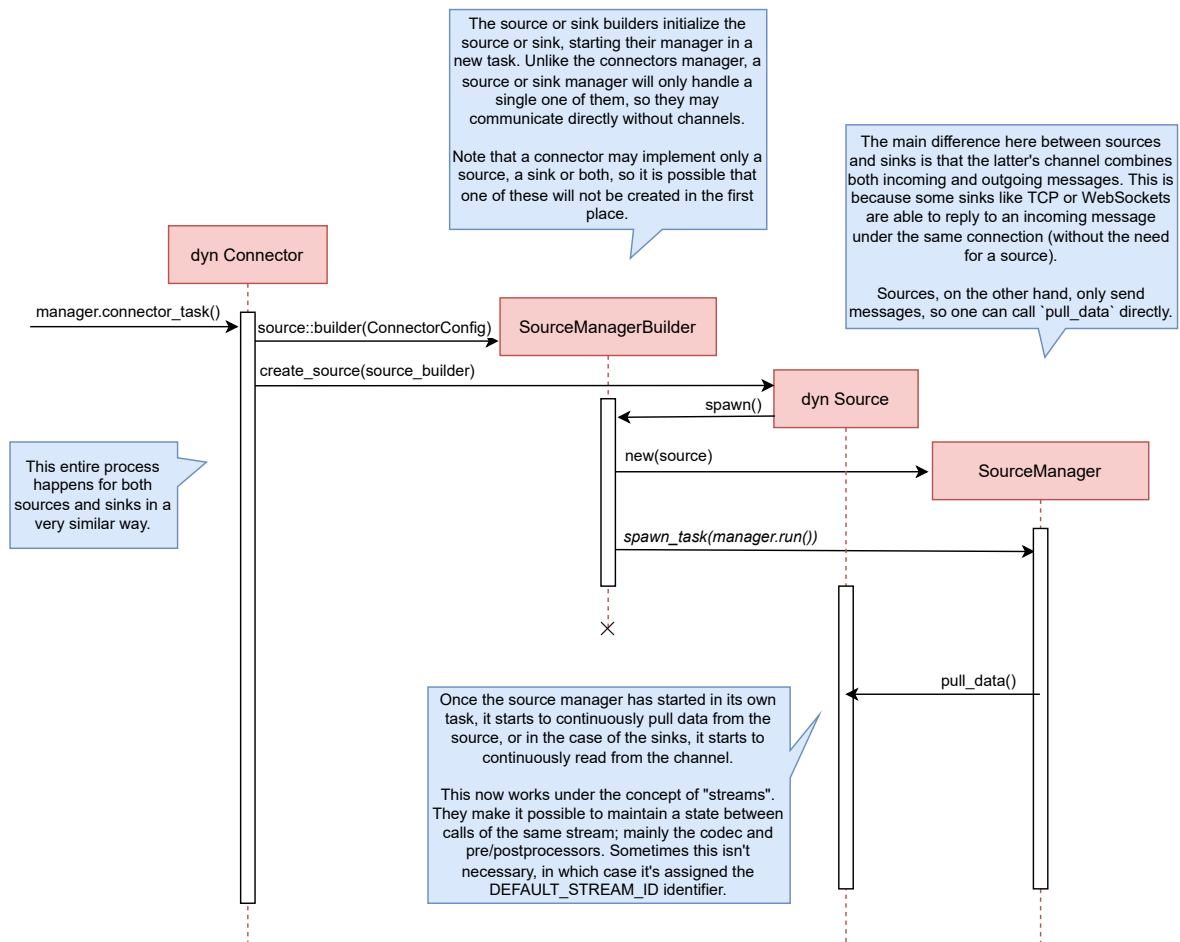 The source or sink builders initialize the
source or sink, starting their manager in a
new task. Unlike the connectors manager, a
source or sink manager will only handle a
single one of them, so they may
communicate directly without channels.
Note that a connector may implement only a
source, a sink or both, so it is possible that
one of these will not be created in the first
place.
The main difference here between sources
and sinks is that the latter's channel combines
both incoming and outgoing messages. This is
because some sinks like TCP or WebSockets
are able to reply to an incoming message
under the same connection (without the need
for a source).
Sources, on the other hand, only send
messages, so one can call `pull_data` directly.
dyn Connector
manager.connector_task()
source::builder(ConnectorConfig)
SourceManagerBuilder
create_source(source_builder)
dyn Source
spawn()
new(source)
SourceManager
This entire process
happens for both
sources and sinks in a
very similar way.
spawn_task(manager.run())
pull_data()
Once the source manager has started in its own
task, it starts to continuously pull data from the
source, or in the case of the sinks, it starts to
continuously read from the channel.
This now works under the concept of "streams".
They make it possible to maintain a state between
calls of the same stream; mainly the codec and
pre/postprocessors. Sometimes this isn't
necessary, in which case it's assigned the
DEFAULT_STREAM_ID identifier.